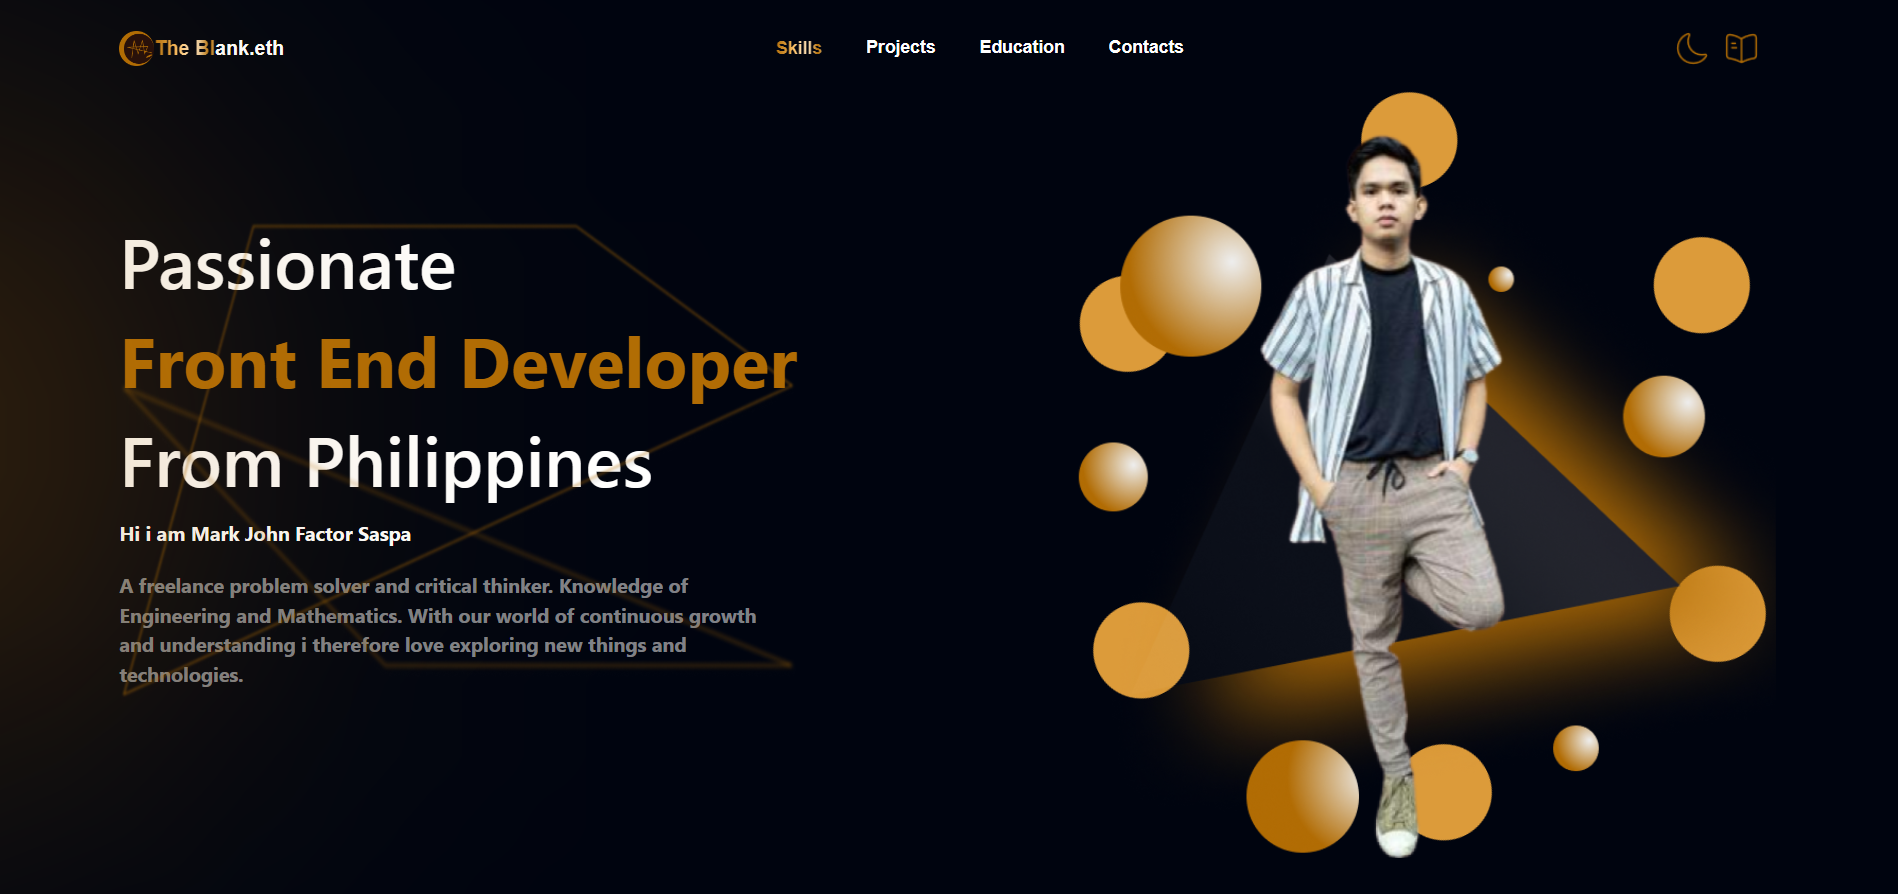 The Blank.eth
Skills
Projects
Education
Contacts
Passionate
Front End Developer
From Philippines
Hi i am Mark John Factor Saspa
A freelance problem solver and critical thinker. Knowledge of
Engineering and Mathematics. With our world of continuous growth
and understanding i therefore love exploring new things and
technologies.